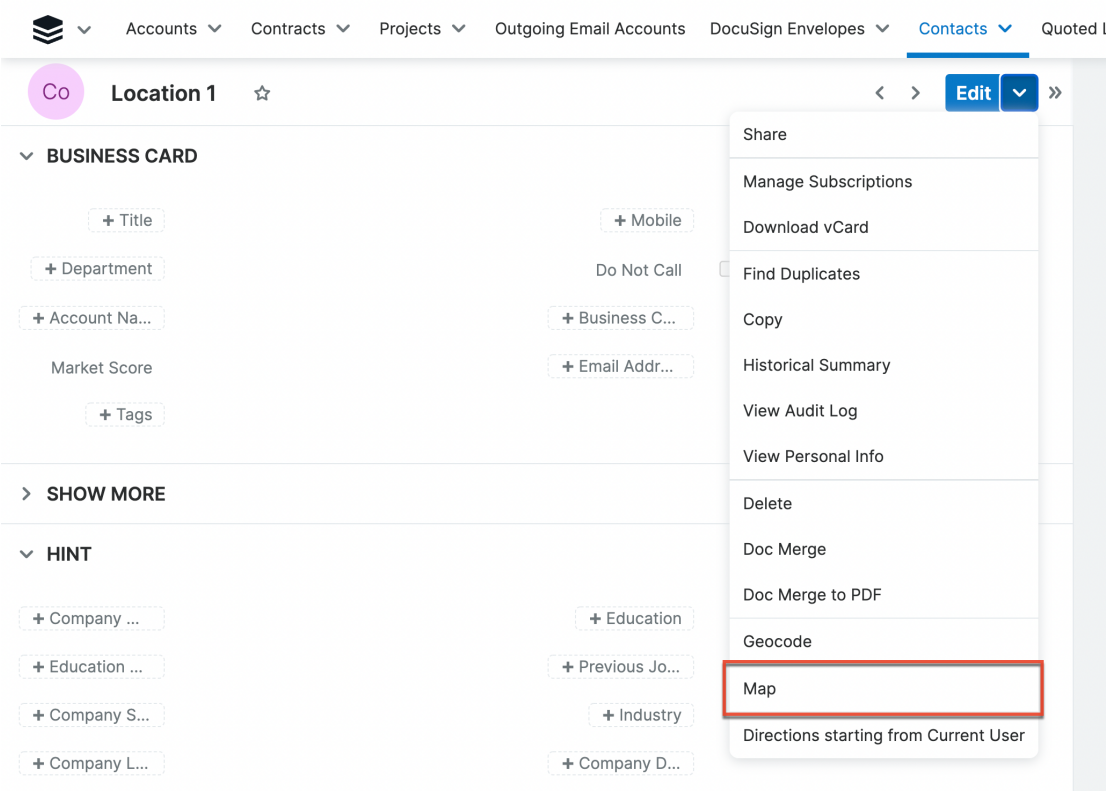 Accounts Contracts Projects Outgoing Email Accounts DocuSign Envelopes Contacts Quoted L
Co Location 1 Edit
BUSINESS CARD
+ Title + Mobile
+ Department Do Not Call
+ Account Na... + Business C...
Market Score + Email Addr...
+ Tags
SHOW MORE
HINT
+ Company ... + Education
+ Education ... + Previous Jo...
+ Company S... + Industry
+ Company L... + Company D...
Share
Manage Subscriptions
Download vCard
Find Duplicates
Copy
Historical Summary
View Audit Log
View Personal Info
Delete
Doc Merge
Doc Merge to PDF
Geocode
Map
Directions starting from Current User